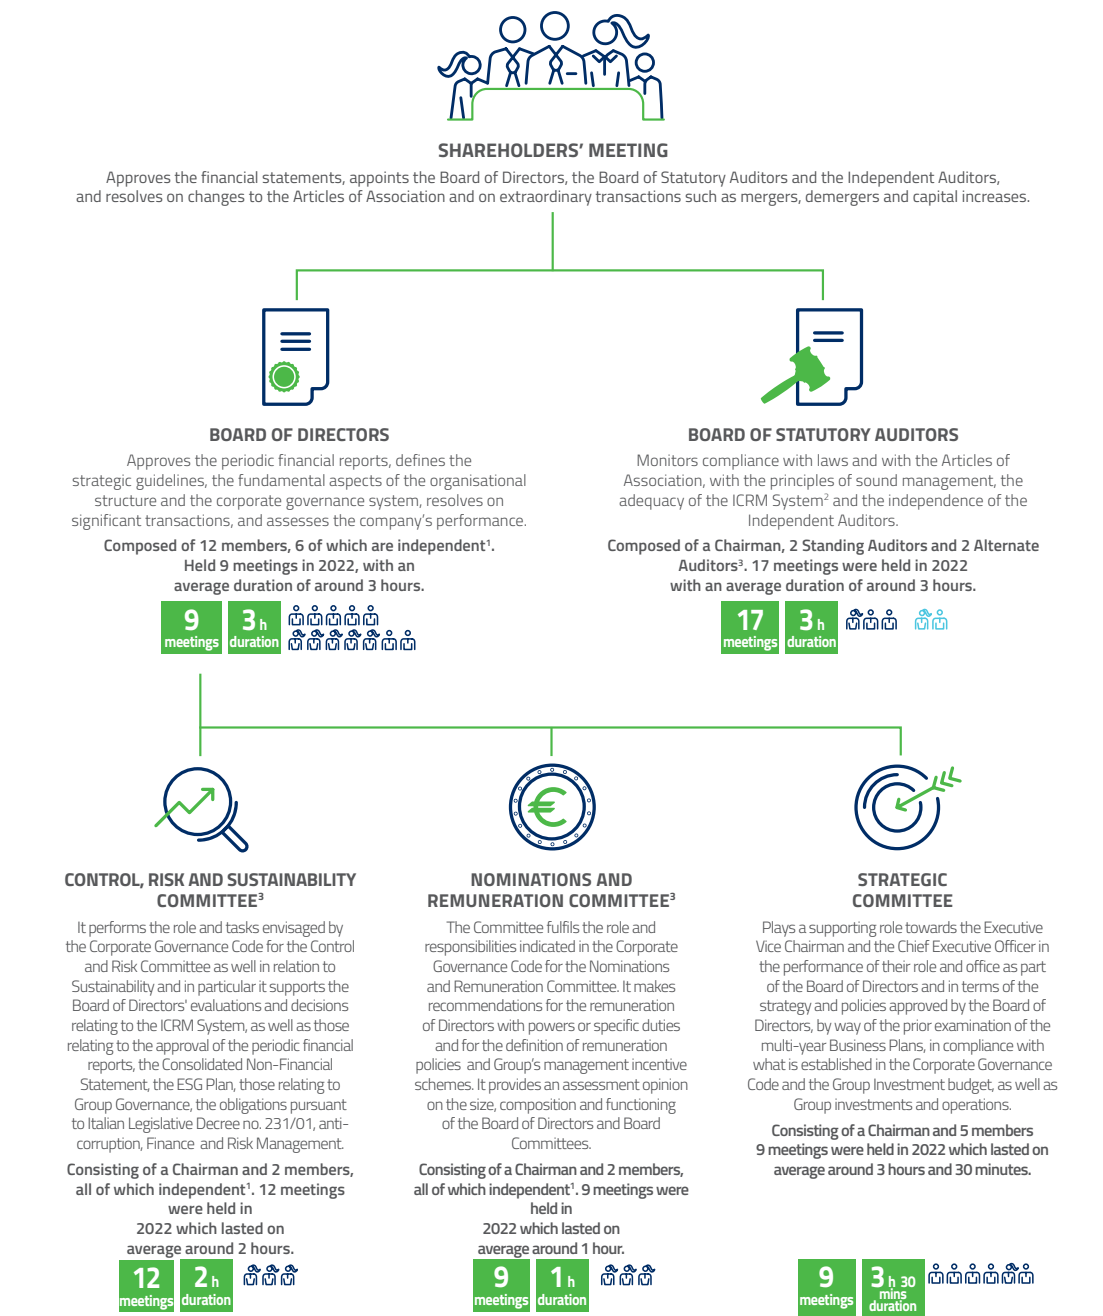 SHAREHOLDERS’ MEETING
Approves the financial statements, appoints the Board of Directors, the Board of Statutory Auditors and the Independent Auditors,
and resolves on changes to the Articles of Association and on extraordinary transactions such as mergers, demergers and capital increases.
BOARD OF DIRECTORS
Approves the periodic financial reports, defines the
strategic guidelines, the fundamental aspects of the organisational
structure and the corporate governance system, resolves on
significant transactions, and assesses the company’s performance.
Composed of 12 members, 6 of which are independent¹.
Held 9 meetings in 2022, with an
average duration of around 3 hours.
9
meetings
3 h
duration
BOARD OF STATUTORY AUDITORS
Monitors compliance with laws and with the Articles of
Association, with the principles of sound management, the
adequacy of the ICRM System² and the independence of the
Independent Auditors.
Composed of a Chairman, 2 Standing Auditors and 2 Alternate
Auditors³. 17 meetings were held in 2022
with an average duration of around 3 hours.
17
meetings
3 h
duration
€
CONTROL, RISK AND SUSTAINABILITY
COMMITTEE³
It performs the role and tasks envisaged by
the Corporate Governance Code for the Control
and Risk Committee as well in relation to
Sustainability and in particular it supports the
Board of Directors' evaluations and decisions
relating to the ICRM System, as well as those
relating to the approval of the periodic financial
reports, the Consolidated Non-Financial
Statement, the ESG Plan, those relating to
Group Governance, the obligations pursuant
to Italian Legislative Decree no. 231/01, anti-
corruption, Finance and Risk Management.
Consisting of a Chairman and 2 members,
all of which independent¹. 12 meetings
were held in
2022 which lasted on
average around 2 hours.
12
meetings
2 h
duration
NOMINATIONS AND
REMUNERATION COMMITTEE³
The Committee fulfils the role and
responsibilities indicated in the Corporate
Governance Code for the Nominations
and Remuneration Committee. It makes
recommendations for the remuneration
of Directors with powers or specific duties
and for the definition of remuneration
policies and Group’s management incentive
schemes. It provides an assessment opinion
on the size, composition and functioning
of the Board of Directors and Board
Committees.
Consisting of a Chairman and 2 members,
all of which independent¹. 9 meetings were
held in
2022 which lasted on
average around 1 hour.
9
meetings
1 h
duration
STRATEGIC
COMMITTEE
Plays a supporting role towards the Executive
Vice Chairman and the Chief Executive Officer in
the performance of their role and office as part
of the Board of Directors and in terms of the
strategy and policies approved by the Board of
Directors, by way of the prior examination of the
multi-year Business Plans, in compliance with
what is established in the Corporate Governance
Code and the Group Investment budget, as well as
Group investments and operations.
Consisting of a Chairman and 5 members
9 meetings were held in 2022 which lasted on
average around 3 hours and 30 minutes.
9
meetings
3 h 30
mins
duration